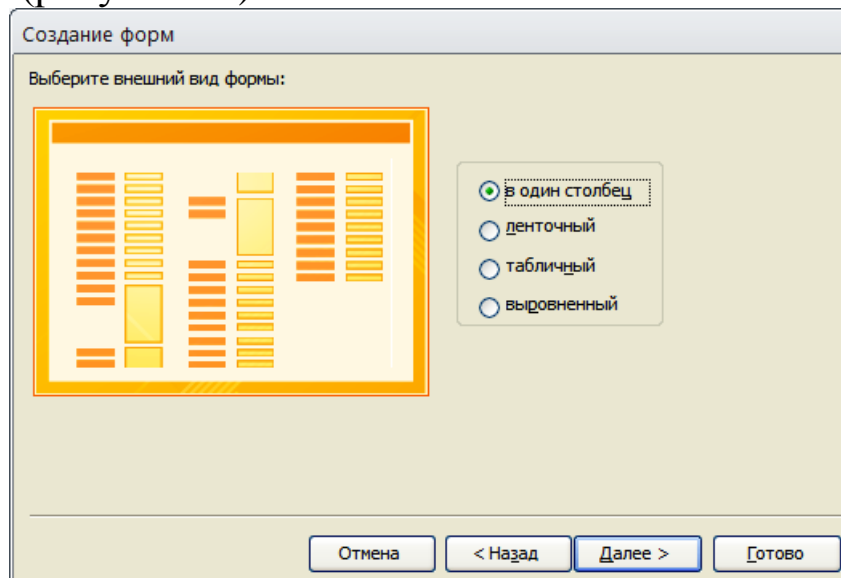 Создание форм
Выберите внешний вид формы:
в один столбец
ленточный
табличный
выровненный
Отмена
< Назад
Далее >
Готово